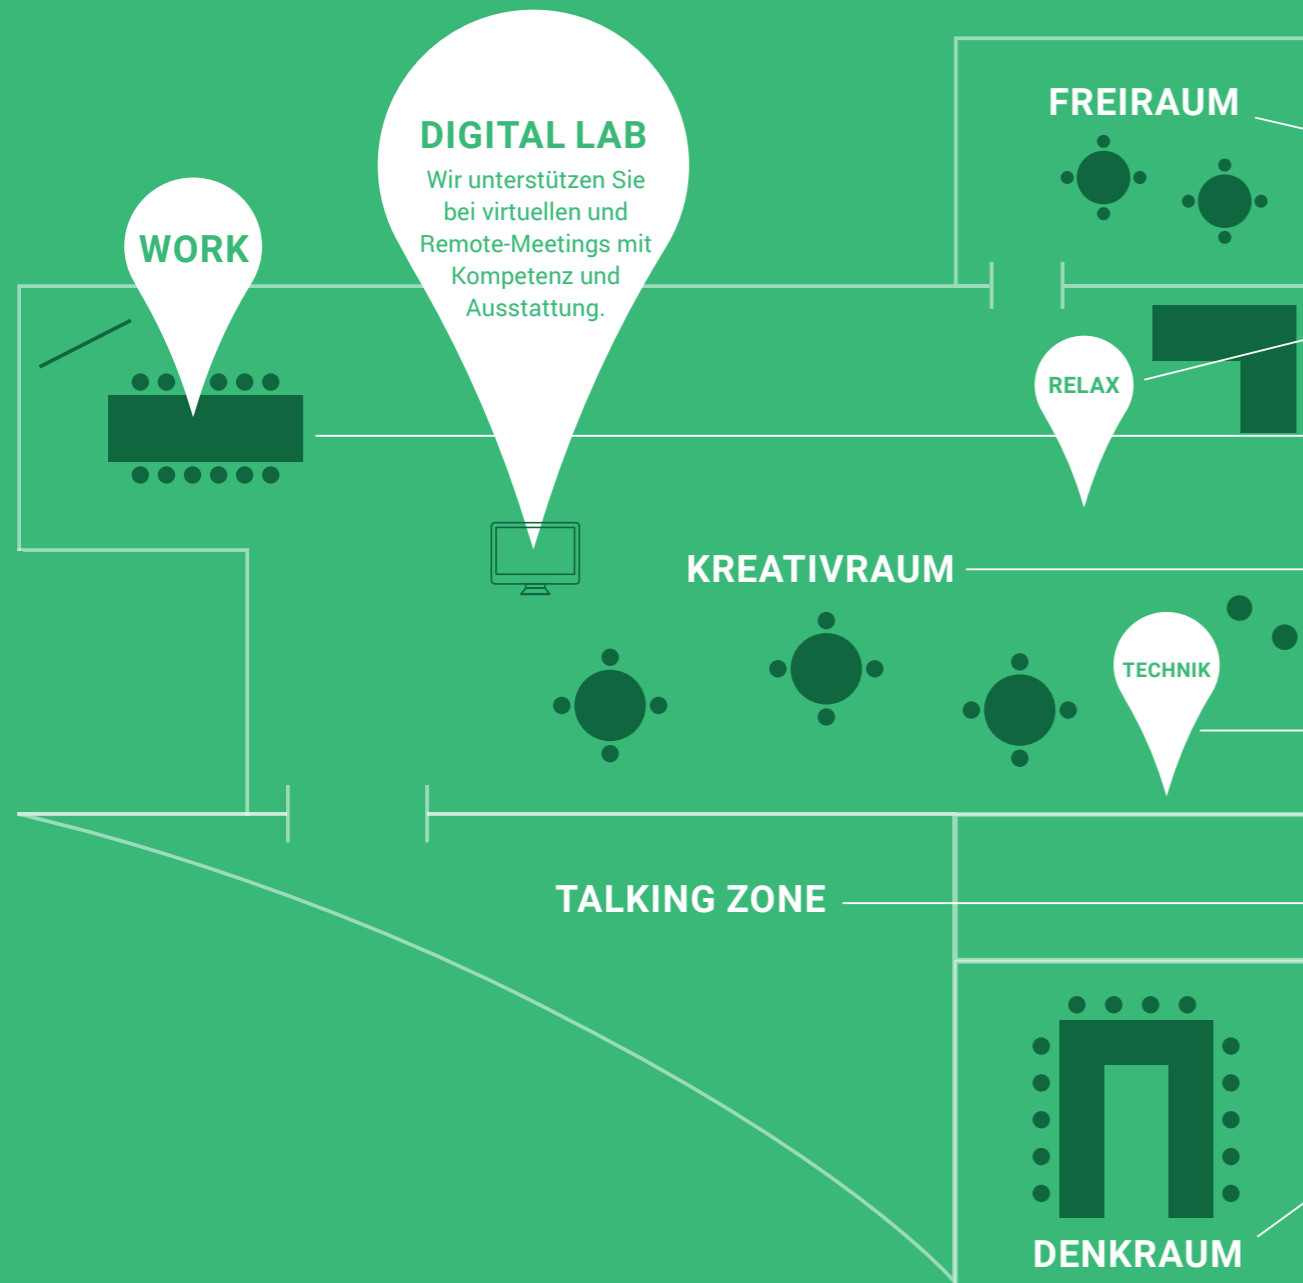 FREIRAUM
DIGITAL LAB
Wir unterstützen Sie
bei virtuellen und
Remote-Meetings mit
Kompetenz und
Ausstattung.
WORK
RELAX
KREATIVRAUM
TECHNIK
TALKING ZONE
DENKRAUM